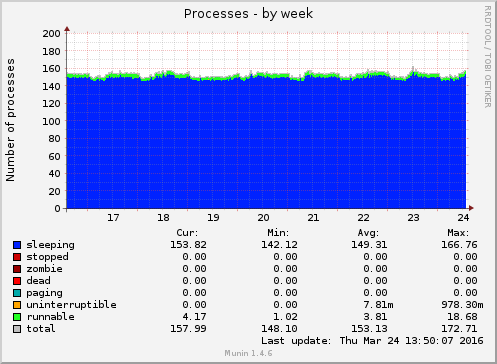 Processes - by week
RRDTOOL / TOBI OETIKER
Number of processes
200
180
160
140
120
100
80
60
40
20
0
17 18 19 20 21 22 23 24
Cur: Min: Avg: Max:
sleeping 153.82 142.12 149.31 166.76
stopped 0.00 0.00 0.00 0.00
zombie 0.00 0.00 0.00 0.00
dead 0.00 0.00 0.00 0.00
paging 0.00 0.00 0.00 0.00
uninterruptible 0.00 0.00 7.81m 978.30m
runnable 4.17 1.02 3.81 18.68
total 157.99 148.10 153.13 172.71
Last update: Thu Mar 24 13:50:07 2016
Munin 1.4.6